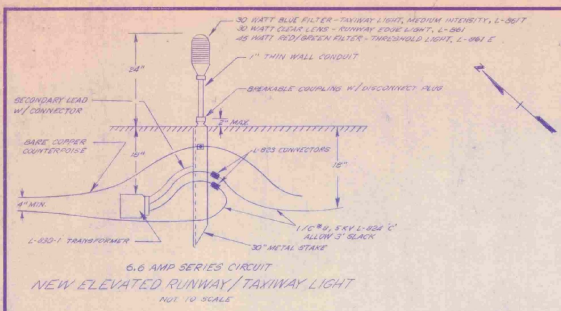 30 WATT BLUE FILTER - TAXIWAY LIGHT, MEDIUM INTENSITY, L-861T
30 WATT CLEAR LENS - RUNWAY EDGE LIGHT, L-861
45 WATT RED/GREEN FILTER - THRESHOLD LIGHT, L-861 E
1" THIN WALL CONDUIT
24"
BREAKABLE COUPLING W/ DISCONNECT PLUG
SECONDARY LEAD
W/ CONNECTOR
2" MAX
BARE COPPER
COUNTERPOISE
L-823 CONNECTORS
18"
4" MIN.
1/C #8, 5 KV L-824 'C'
ALLOW 3' SLACK
L-830-1 TRANSFORMER
30" METAL STAKE
6.6 AMP SERIES CIRCUIT
NEW ELEVATED RUNWAY/TAXIWAY LIGHT
NOT TO SCALE